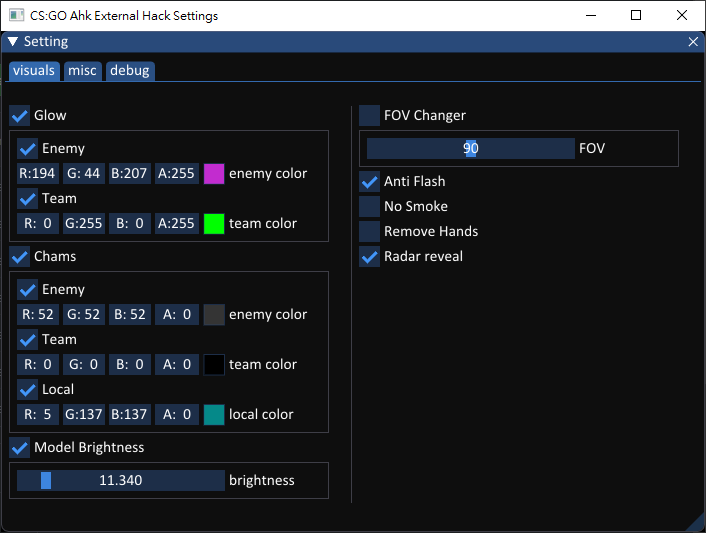 CS:GO Ahk External Hack Settings
Setting
visuals misc debug
Glow
Enemy
R:194 G: 44 B:207 A:255 enemy color
Team
R: 0 G:255 B: 0 A:255 team color
Chams
Enemy
R: 52 G: 52 B: 52 A: 0 enemy color
Team
R: 0 G: 0 B: 0 A: 0 team color
Local
R: 5 G:137 B:137 A: 0 local color
Model Brightness
11.340 brightness
FOV Changer
90 FOV
Anti Flash
No Smoke
Remove Hands
Radar reveal